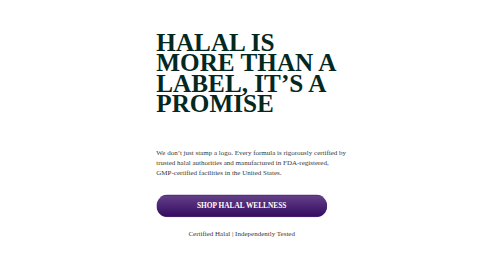 HALAL IS
MORE THAN A
LABEL, IT’S A
PROMISE
We don’t just stamp a logo. Every formula is rigorously certified by
trusted halal authorities and manufactured in FDA-registered,
GMP-certified facilities in the United States.
SHOP HALAL WELLNESS
Certified Halal | Independently Tested